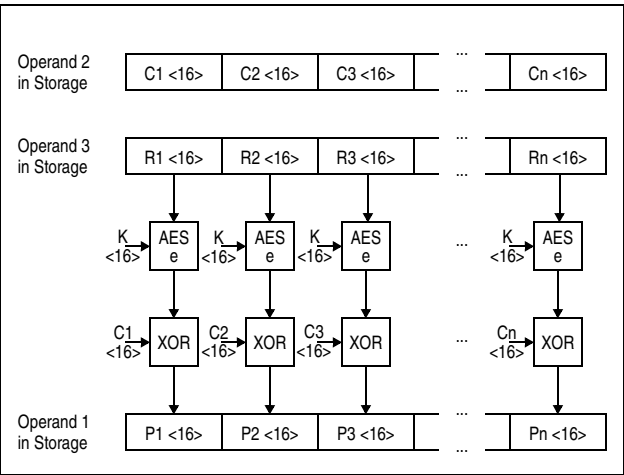 ...
Operand 2
in Storage
C1 <16> C2 <16> C3 <16> Cn <16>
...
...
Operand 3
in Storage
R1 <16> R2 <16> R3 <16> Rn <16>
...
K AES K AES K AES ... K AES
<16> e <16> e <16> e <16> e
C1 C2 C3 ... Cn
XOR XOR XOR XOR
<16> <16> <16> <16>
...
Operand 1
in Storage
P1 <16> P2 <16> P3 <16> Pn <16>
...